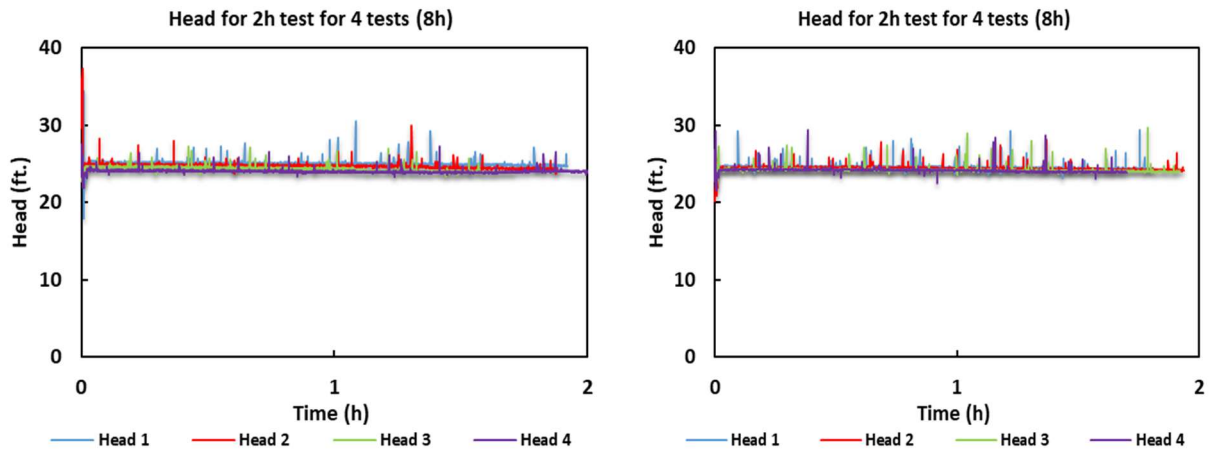 Head for 2h test for 4 tests (8h)
40
30
20
10
0
Head (ft.)
0 1 2
Time (h)
Head 1 Head 2 Head 3 Head 4
Head for 2h test for 4 tests (8h)
40
30
20
10
0
Head (ft.)
0 1 2
Time (h)
Head 1 Head 2 Head 3 Head 4